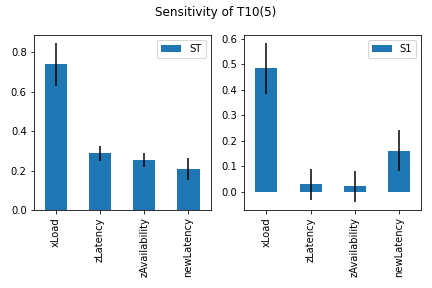 Sensitivity of T10(5)
ST
0.8
0.6
0.4
0.2
0.0
xLoad
zLatency
zAvailability
newLatency
S1
0.6
0.5
0.4
0.3
0.2
0.1
0.0
xLoad
zLatency
zAvailability
newLatency